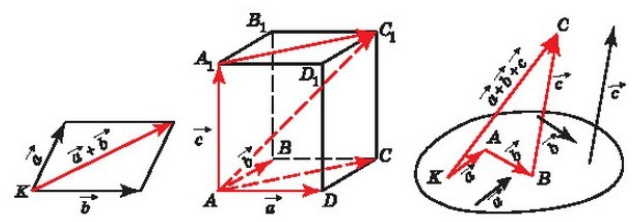 K
a⃗
a⃗ + b⃗
b⃗
B₁
C₁
A₁
D₁
c⃗
b⃗
B
C
A
a⃗
D
C
a⃗+b⃗+c⃗
c⃗
c⃗
A
b⃗
b⃗
K
a⃗
B
a⃗